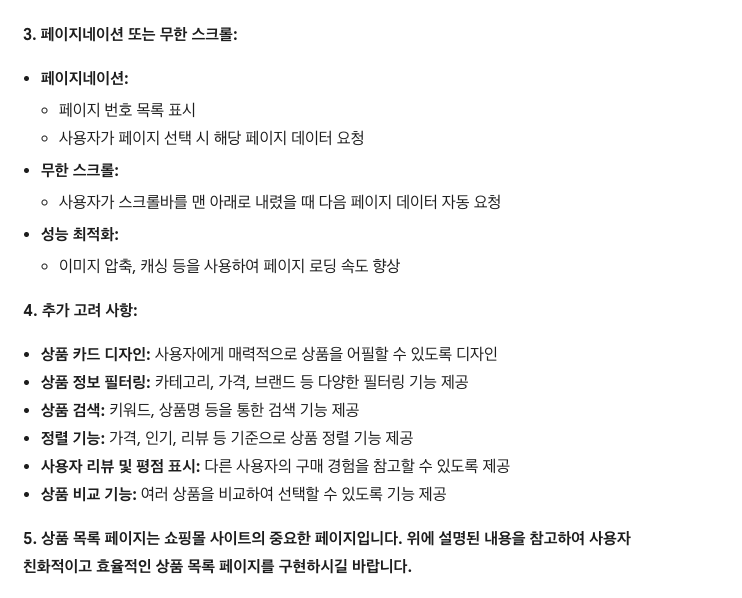 3. 페이지네이션 또는 무한 스크롤:
• 페이지네이션:
◦ 페이지 번호 목록 표시
◦ 사용자가 페이지 선택 시 해당 페이지 데이터 요청
• 무한 스크롤:
◦ 사용자가 스크롤바를 맨 아래로 내렸을 때 다음 페이지 데이터 자동 요청
• 성능 최적화:
◦ 이미지 압축, 캐싱 등을 사용하여 페이지 로딩 속도 향상
4. 추가 고려 사항:
• 상품 카드 디자인: 사용자에게 매력적으로 상품을 어필할 수 있도록 디자인
• 상품 정보 필터링: 카테고리, 가격, 브랜드 등 다양한 필터링 기능 제공
• 상품 검색: 키워드, 상품명 등을 통한 검색 기능 제공
• 정렬 기능: 가격, 인기, 리뷰 등 기준으로 상품 정렬 기능 제공
• 사용자 리뷰 및 평점 표시: 다른 사용자의 구매 경험을 참고할 수 있도록 제공
• 상품 비교 기능: 여러 상품을 비교하여 선택할 수 있도록 기능 제공
5. 상품 목록 페이지는 쇼핑몰 사이트의 중요한 페이지입니다. 위에 설명된 내용을 참고하여 사용자
친화적이고 효율적인 상품 목록 페이지를 구현하시길 바랍니다.